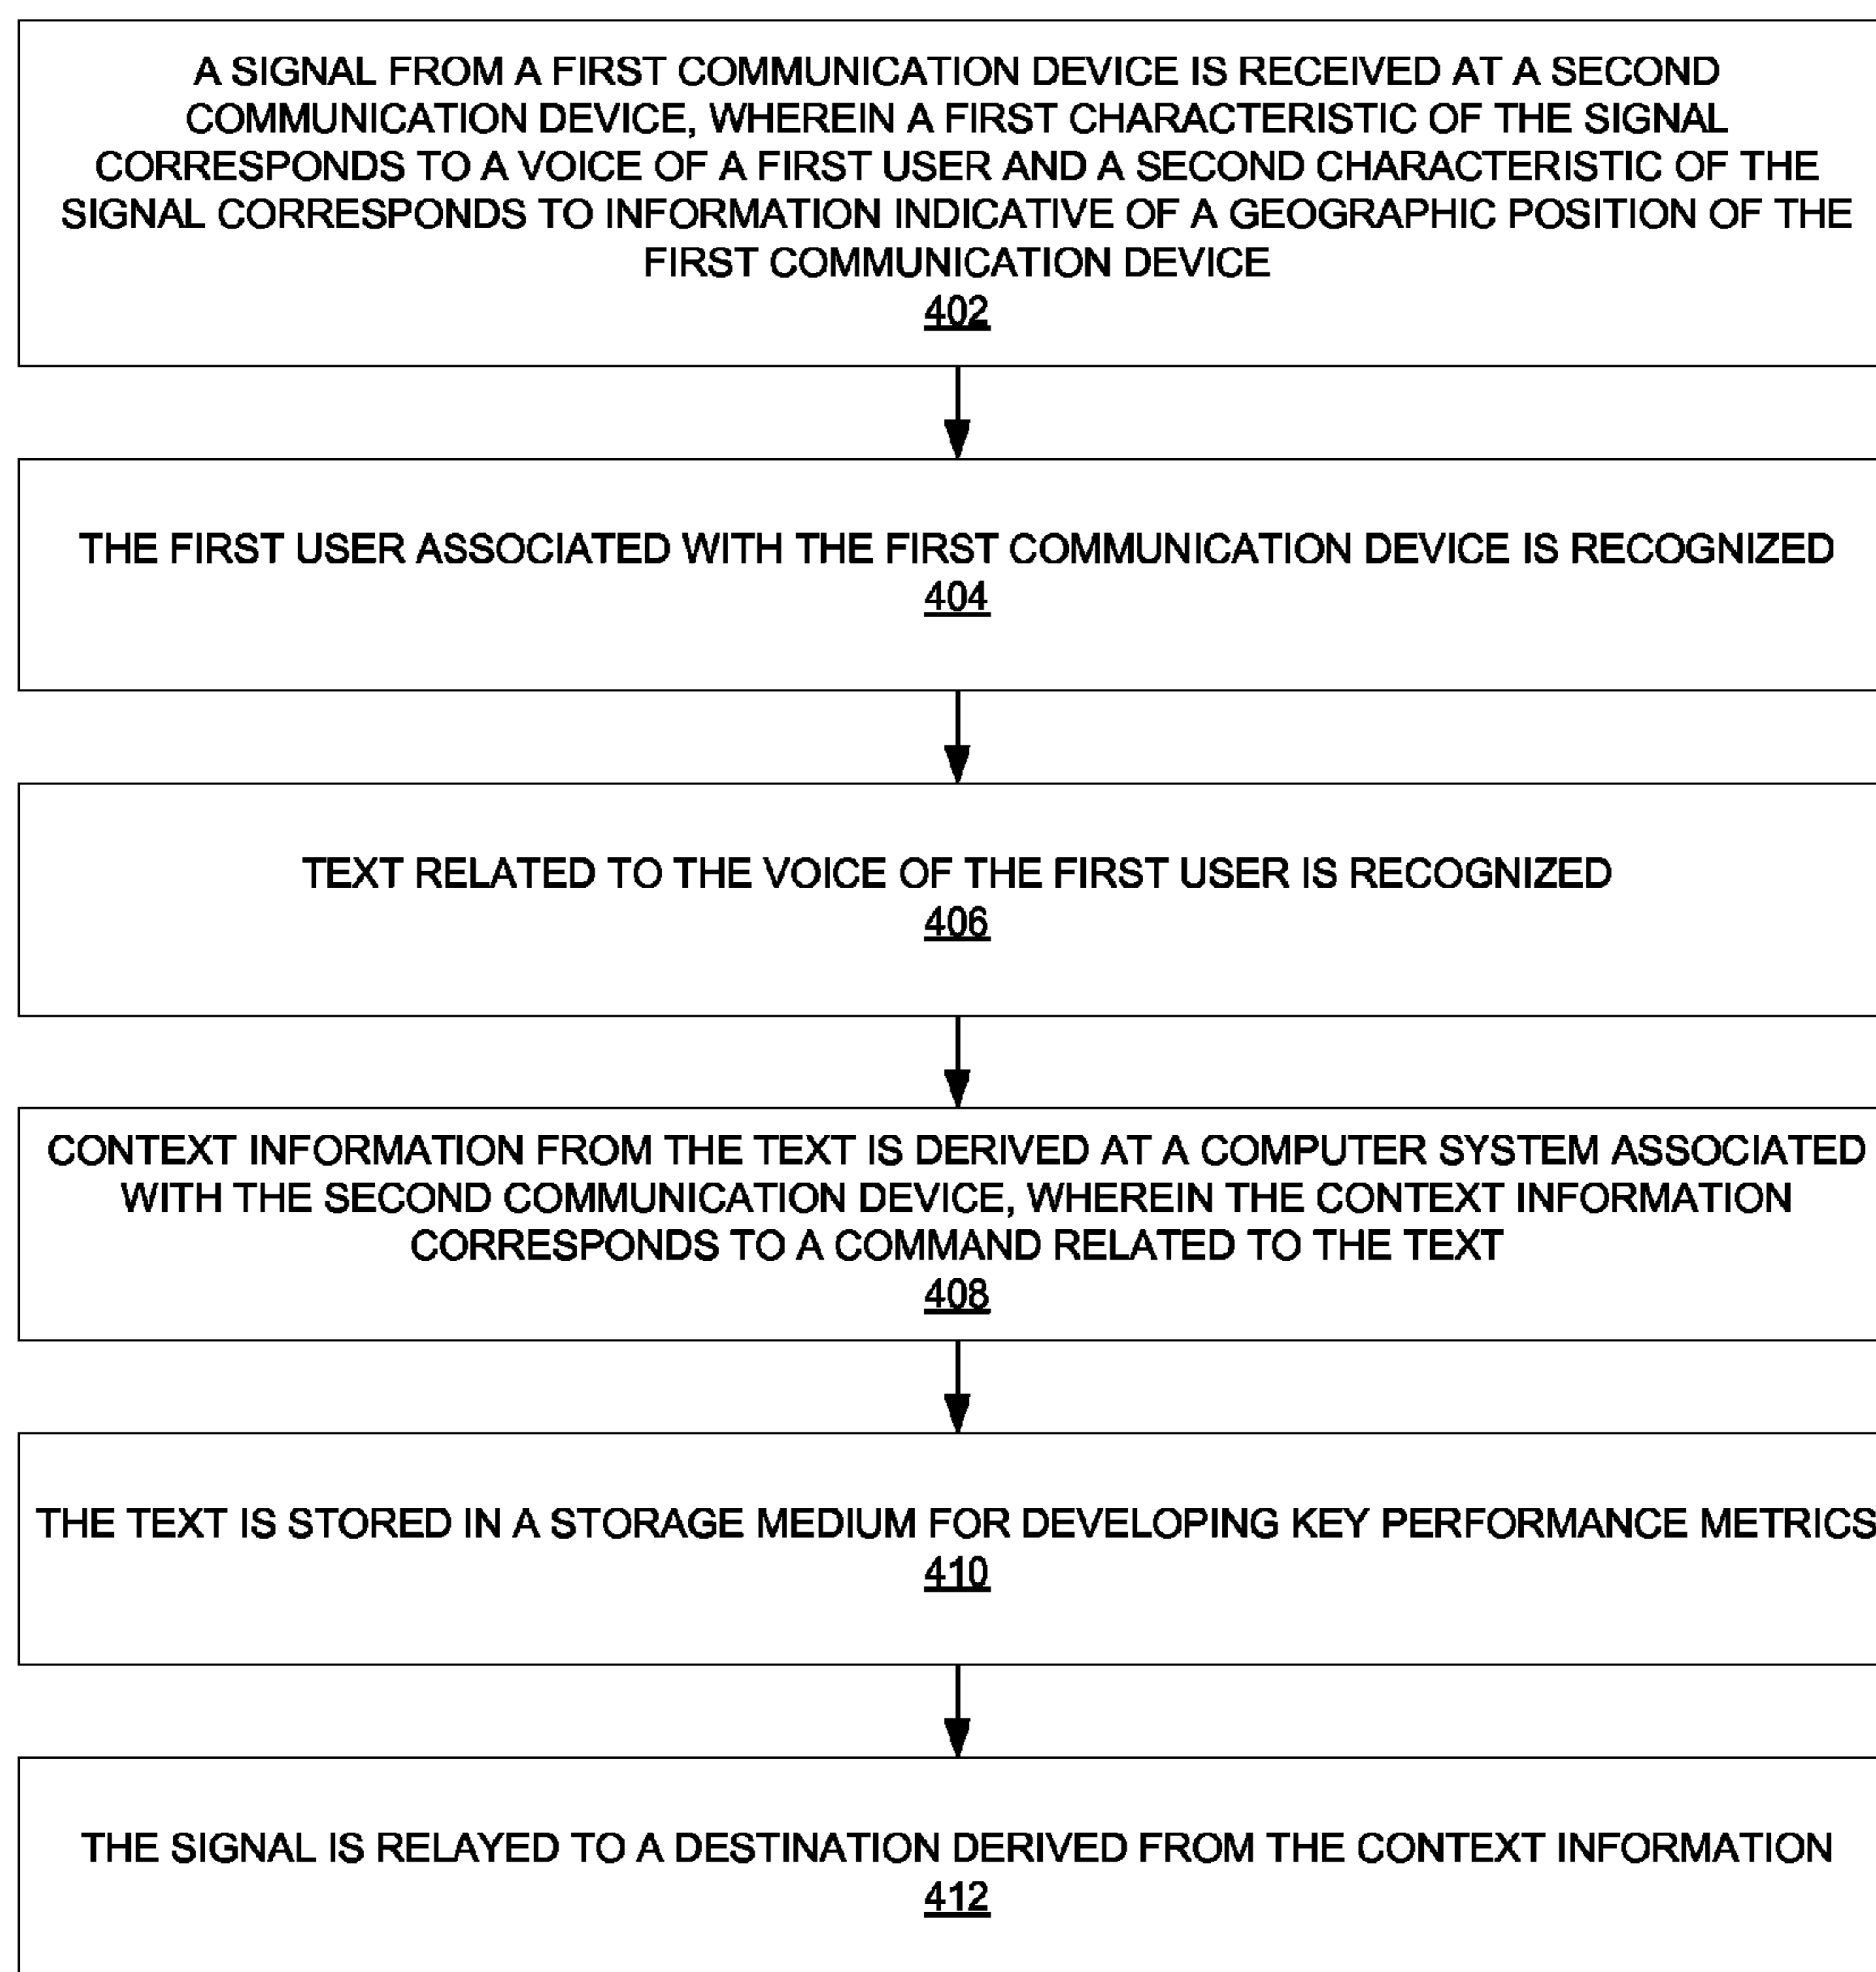 A SIGNAL FROM A FIRST COMMUNICATION DEVICE IS RECEIVED AT A SECOND
COMMUNICATION DEVICE, WHEREIN A FIRST CHARACTERISTIC OF THE SIGNAL
CORRESPONDS TO A VOICE OF A FIRST USER AND A SECOND CHARACTERISTIC OF THE
SIGNAL CORRESPONDS TO INFORMATION INDICATIVE OF A GEOGRAPHIC POSITION OF THE
FIRST COMMUNICATION DEVICE
402
THE FIRST USER ASSOCIATED WITH THE FIRST COMMUNICATION DEVICE IS RECOGNIZED
404
TEXT RELATED TO THE VOICE OF THE FIRST USER IS RECOGNIZED
406
CONTEXT INFORMATION FROM THE TEXT IS DERIVED AT A COMPUTER SYSTEM ASSOCIATED
WITH THE SECOND COMMUNICATION DEVICE, WHEREIN THE CONTEXT INFORMATION
CORRESPONDS TO A COMMAND RELATED TO THE TEXT
408
THE TEXT IS STORED IN A STORAGE MEDIUM FOR DEVELOPING KEY PERFORMANCE METRICS
410
THE SIGNAL IS RELAYED TO A DESTINATION DERIVED FROM THE CONTEXT INFORMATION
412